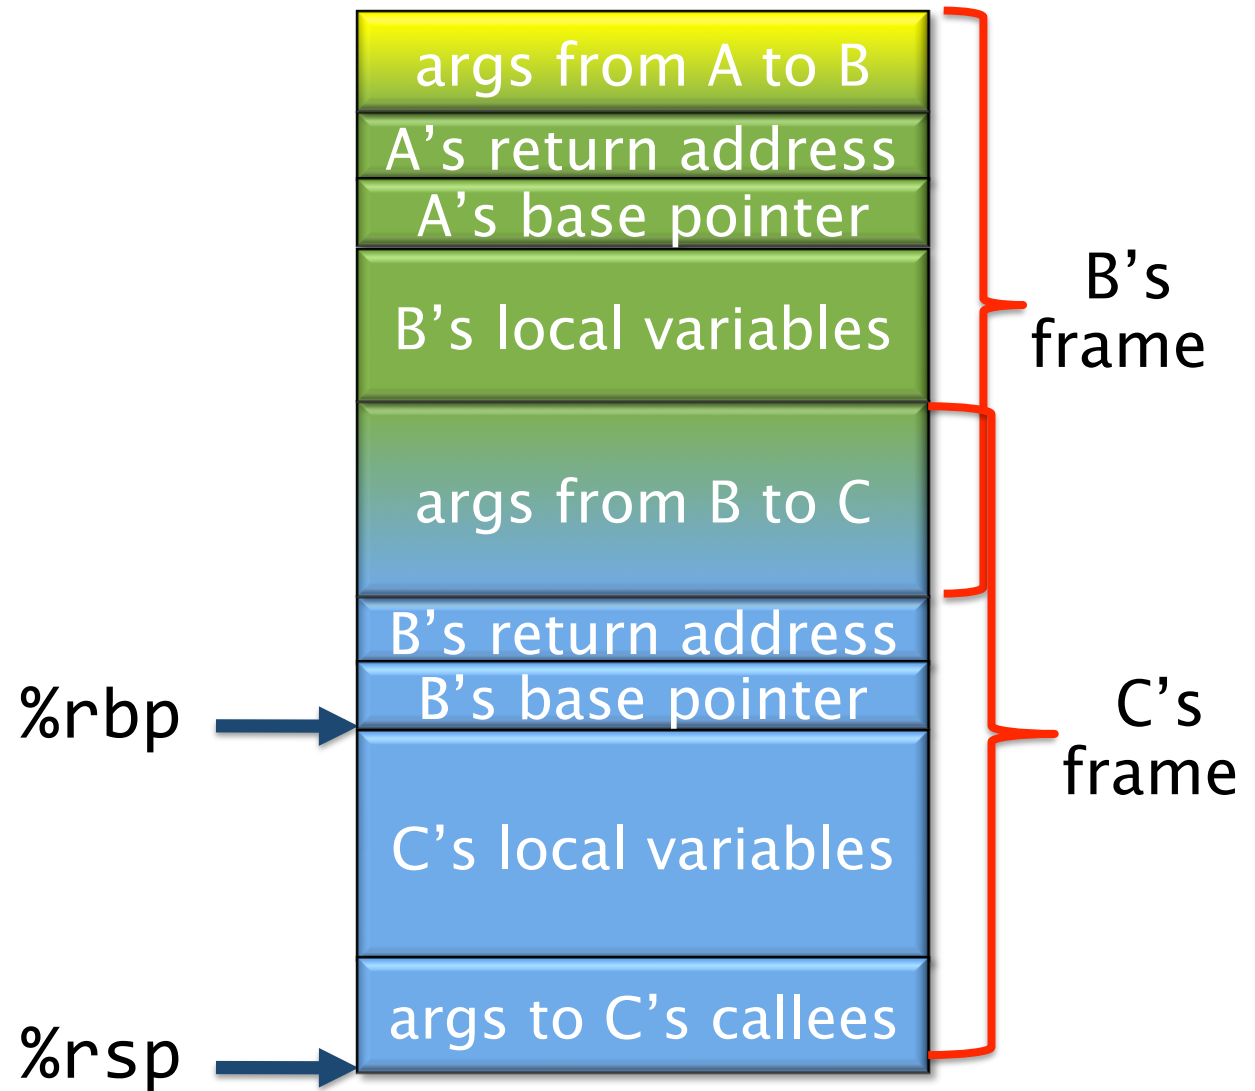 args from A to B
A’s return address
A’s base pointer
B’s local variables
B’s
frame
args from B to C
B’s return address
B’s base pointer
%rbp
C’s
frame
C’s local variables
args to C’s callees
%rsp